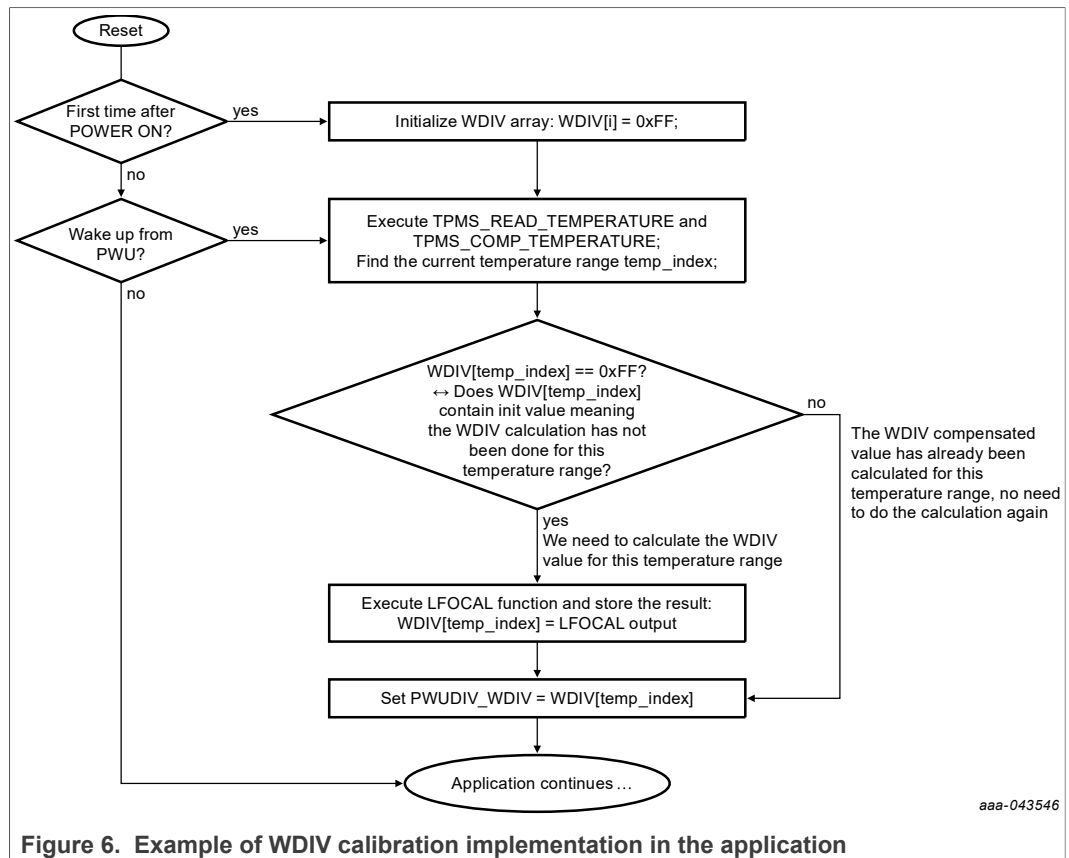 Reset
First time after
POWER ON?
yes
Initialize WDIV array: WDIV[i] = 0xFF;
no
Wake up from
PWU?
yes
Execute TPMS_READ_TEMPERATURE and
TPMS_COMP_TEMPERATURE;
Find the current temperature range temp_index;
no
WDIV[temp_index] == 0xFF?
↔ Does WDIV[temp_index]
contain init value meaning
the WDIV calculation has not
been done for this
temperature range?
no
The WDIV compensated
value has already been
calculated for this
temperature range, no need
to do the calculation again
yes
We need to calculate the WDIV
value for this temperature range
Execute LFOCAL function and store the result:
WDIV[temp_index] = LFOCAL output
Set PWUDIV_WDIV = WDIV[temp_index]
Application continues ...
aaa-043546
Figure 6. Example of WDIV calibration implementation in the application